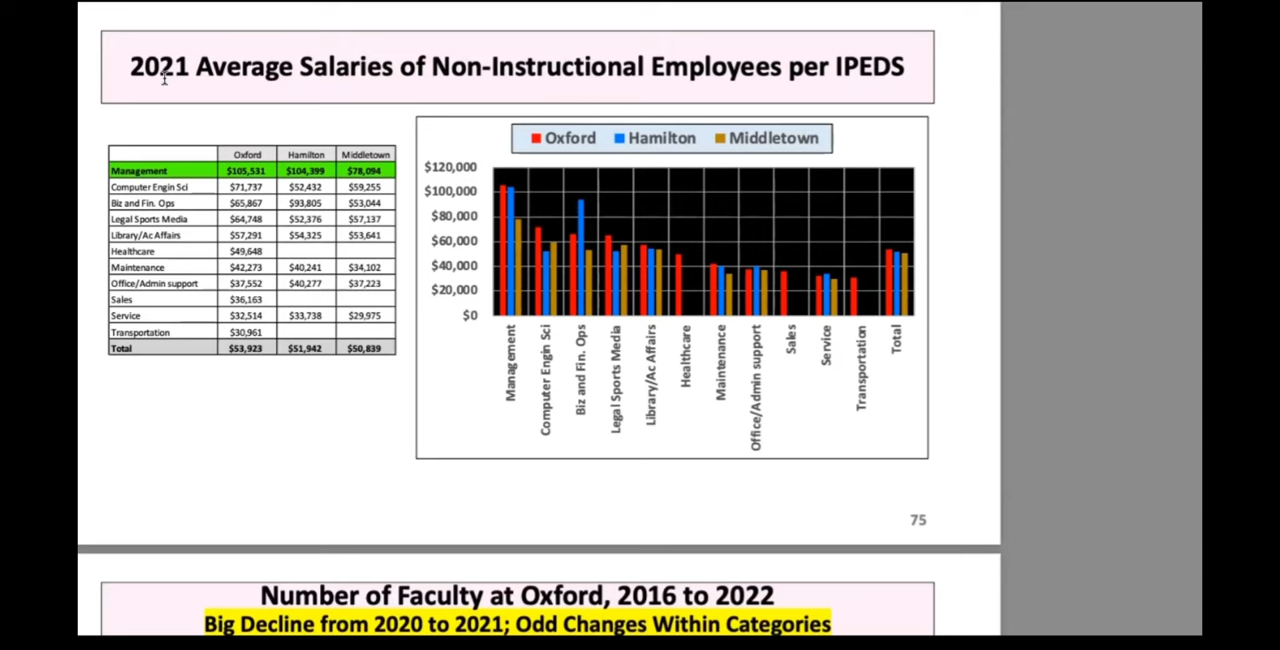 2021 Average Salaries of Non-Instructional Employees per IPEDS
Oxford Hamilton Middletown
Management $105,531 $104,399 $78,094
Computer Engin Sci $71,737 $52,432 $59,255
Biz and Fin. Ops $65,867 $93,805 $53,044
Legal Sports Media $64,748 $52,376 $57,137
Library/Ac Affairs $57,291 $54,325 $53,641
Healthcare $49,648
Maintenance $42,273 $40,241 $34,102
Office/Admin support $37,552 $40,277 $37,223
Sales $36,163
Service $32,514 $33,738 $29,975
Transportation $30,961
Total $53,923 $51,942 $50,839
Oxford Hamilton Middletown
$120,000
$100,000
$80,000
$60,000
$40,000
$20,000
$0
Management
Computer Engin Sci
Biz and Fin. Ops
Legal Sports Media
Library/Ac Affairs
Healthcare
Maintenance
Office/Admin support
Sales
Service
Transportation
Total
75
Number of Faculty at Oxford, 2016 to 2022
Big Decline from 2020 to 2021; Odd Changes Within Categories